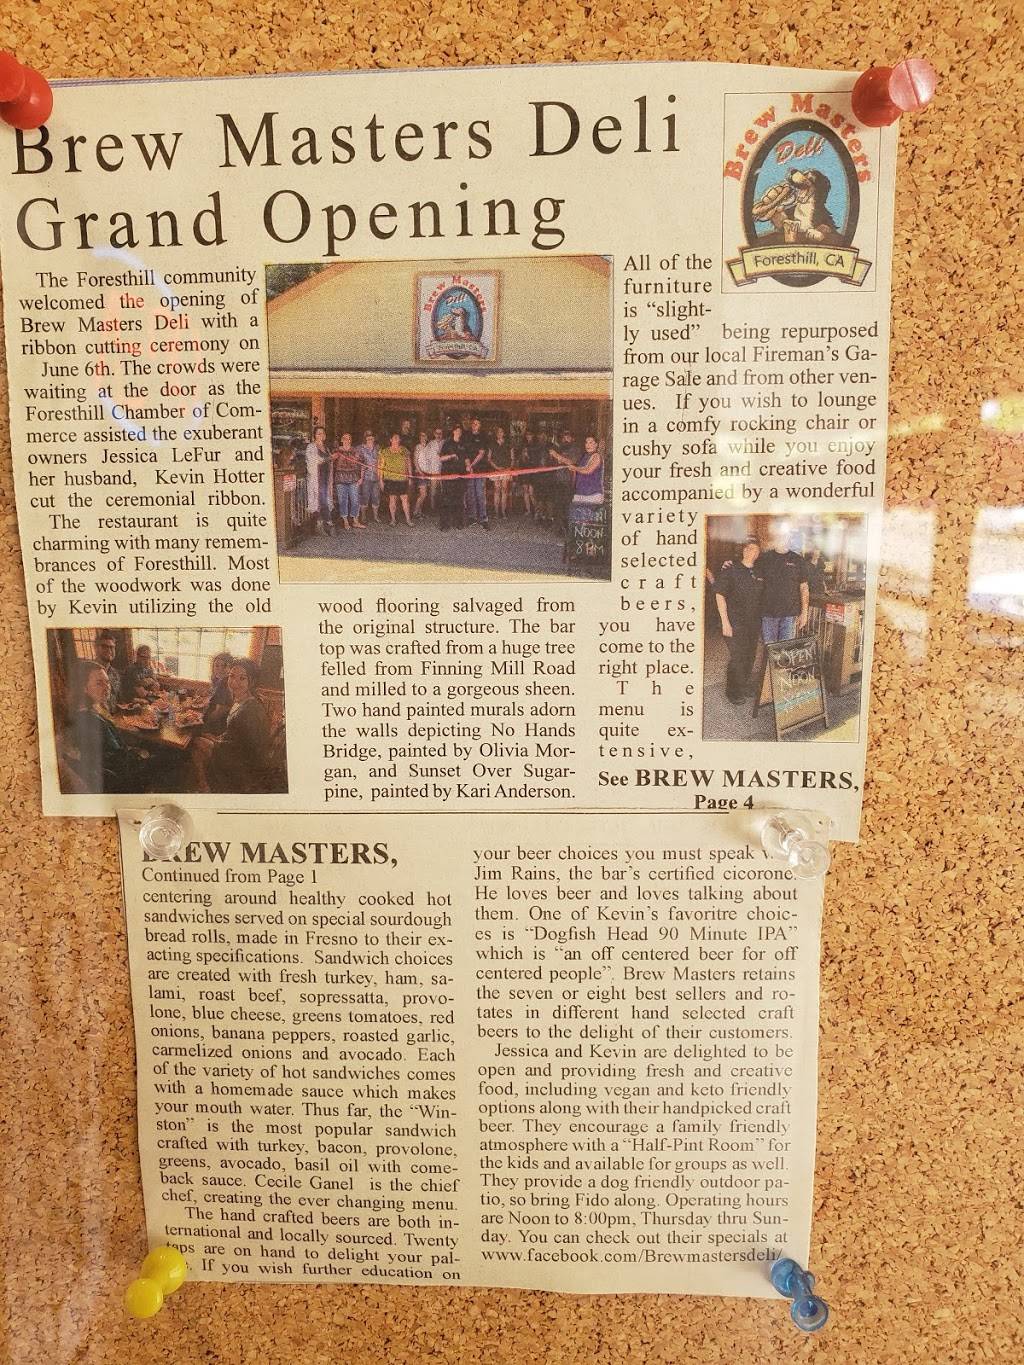 Brew Masters Deli
Grand Opening
Brew Masters
Deli
Foresthill, CA
The Foresthill community
welcomed the opening of
Brew Masters Deli with a
ribbon cutting ceremony on
June 6th. The crowds were
waiting at the door as the
Foresthill Chamber of Com-
merce assisted the exuberant
owners Jessica LeFur and
her husband, Kevin Hotter
cut the ceremonial ribbon.
The restaurant is quite
charming with many remem-
brances of Foresthill. Most
of the woodwork was done
by Kevin utilizing the old
Brew Masters
Deli
Foresthill, CA
OPEN
NOON
8PM
wood flooring salvaged from
the original structure. The bar
top was crafted from a huge tree
felled from Finning Mill Road
and milled to a gorgeous sheen.
Two hand painted murals adorn
the walls depicting No Hands
Bridge, painted by Olivia Mor-
gan, and Sunset Over Sugar-
pine, painted by Kari Anderson.
All of the
furniture
is “slight-
ly used” being repurposed
from our local Fireman’s Ga-
rage Sale and from other ven-
ues. If you wish to lounge
in a comfy rocking chair or
cushy sofa while you enjoy
your fresh and creative food
accompanied by a wonderful
variety
of hand
selected
craft
beers,
you have
come to the
right place.
The
menu is
quite ex-
tensive,
OPEN
NOON
See BREW MASTERS,
Page 4
BREW MASTERS,
Continued from Page 1
centering around healthy cooked hot
sandwiches served on special sourdough
bread rolls, made in Fresno to their ex-
acting specifications. Sandwich choices
are created with fresh turkey, ham, sa-
lami, roast beef, sopressatta, provo-
lone, blue cheese, greens tomatoes, red
onions, banana peppers, roasted garlic,
carmelized onions and avocado. Each
of the variety of hot sandwiches comes
with a homemade sauce which makes
your mouth water. Thus far, the “Win-
ston” is the most popular sandwich
crafted with turkey, bacon, provolone,
greens, avocado, basil oil with come-
back sauce. Cecile Ganel is the chief
chef, creating the ever changing menu.
The hand crafted beers are both in-
ternational and locally sourced. Twenty
taps are on hand to delight your pal-
If you wish further education on
your beer choices you must speak
Jim Rains, the bar’s certified cicorone.
He loves beer and loves talking about
them. One of Kevin’s favoritre choic-
es is “Dogfish Head 90 Minute IPA”
which is “an off centered beer for off
centered people”. Brew Masters retains
the seven or eight best sellers and ro-
tates in different hand selected craft
beers to the delight of their customers.
Jessica and Kevin are delighted to be
open and providing fresh and creative
food, including vegan and keto friendly
options along with their handpicked craft
beer. They encourage a family friendly
atmosphere with a “Half-Pint Room” for
the kids and available for groups as well.
They provide a dog friendly outdoor pa-
tio, so bring Fido along. Operating hours
are Noon to 8:00pm, Thursday thru Sun-
day. You can check out their specials at
www.facebook.com/Brewmastersdeli/